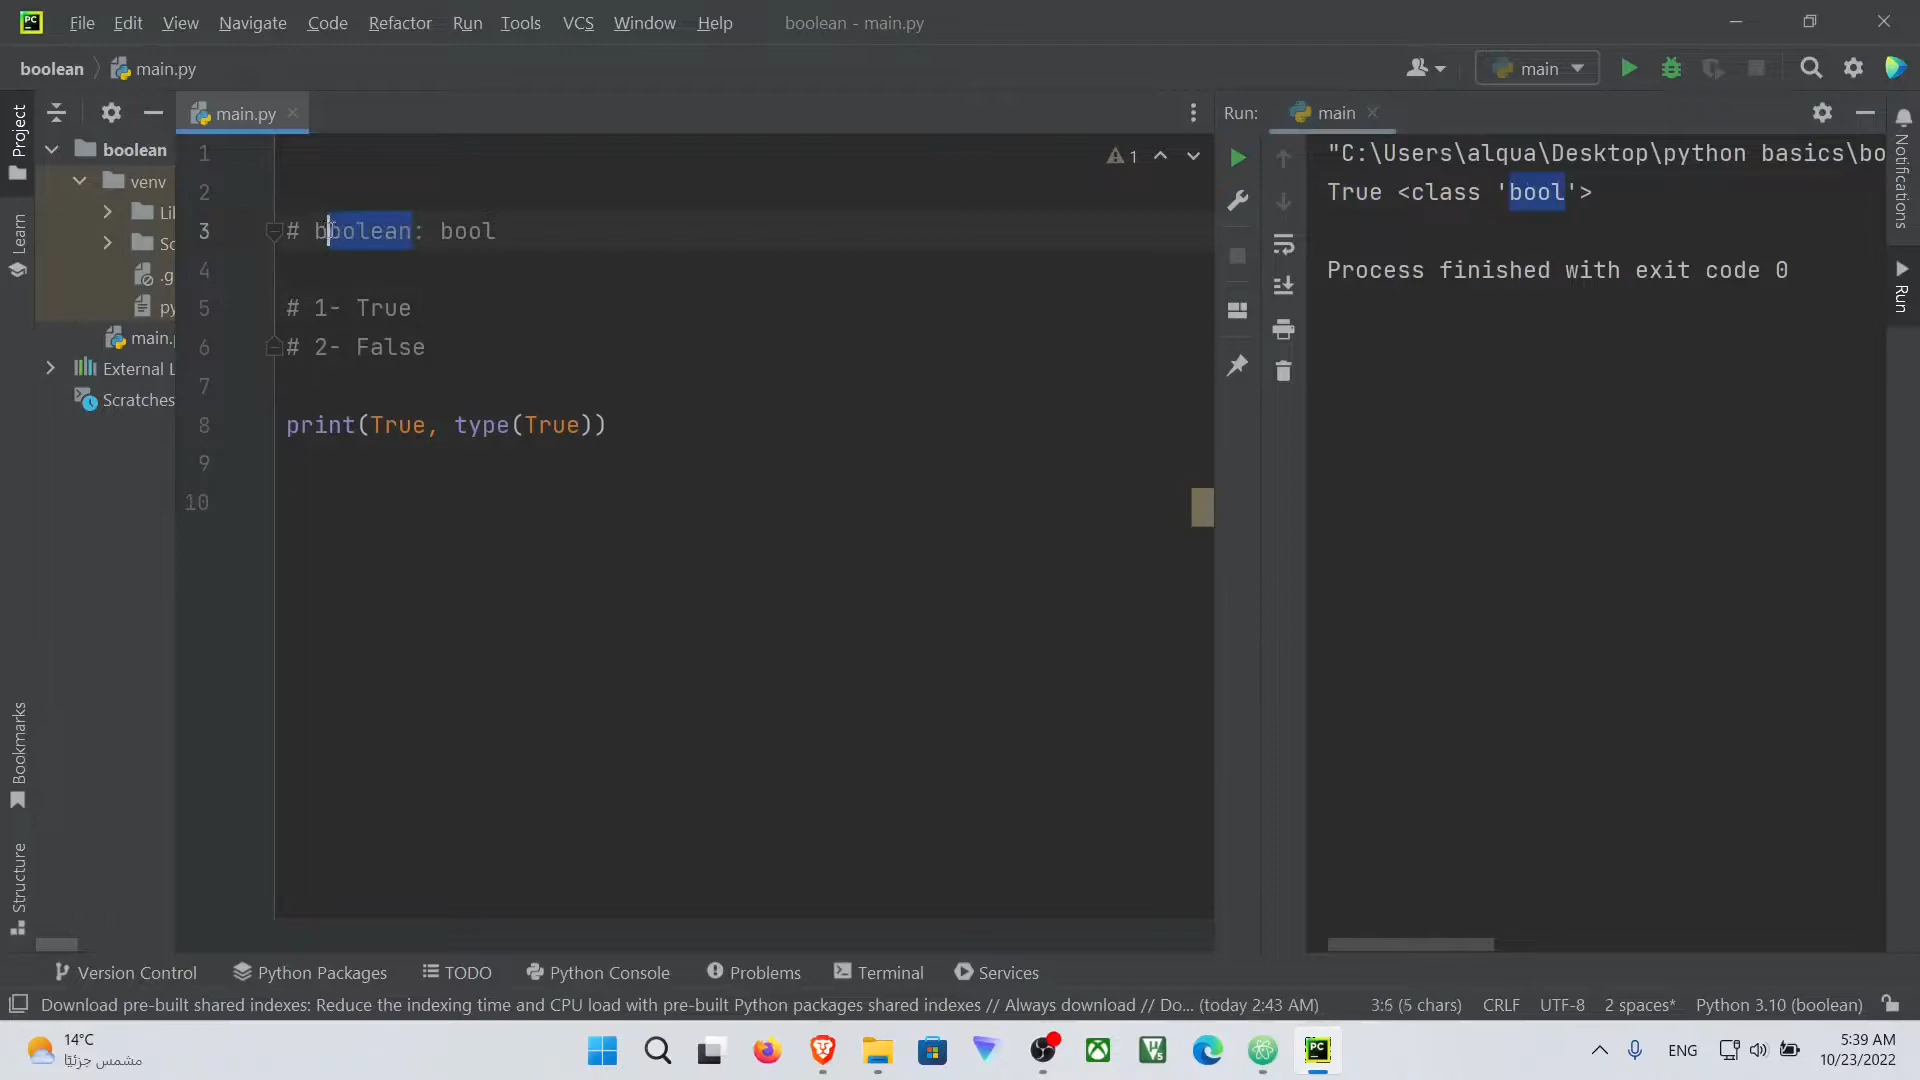 File Edit View Navigate Code Refactor Run Tools VCS Window Help boolean - main.py
boolean main.py
main
Project
Learn
Bookmarks
Structure
boolean
venv
Li
Sc
.g
py
main.
External L
Scratches
main.py
1
2
3 # boolean: bool
4
5 # 1- True
6 # 2- False
7
8 print(True, type(True))
9
10
1
Run: main
"C:\Users\alqua\Desktop\python basics\bo
True <class 'bool'>
Process finished with exit code 0
Notifications
Run
Version Control Python Packages TODO Python Console Problems Terminal Services
Download pre-built shared indexes: Reduce the indexing time and CPU load with pre-built Python packages shared indexes // Always download // Do... (today 2:43 AM) 3:6 (5 chars) CRLF UTF-8 2 spaces* Python 3.10 (boolean)
14°C
مشمس جزئيًا
ENG
5:39 AM
10/23/2022